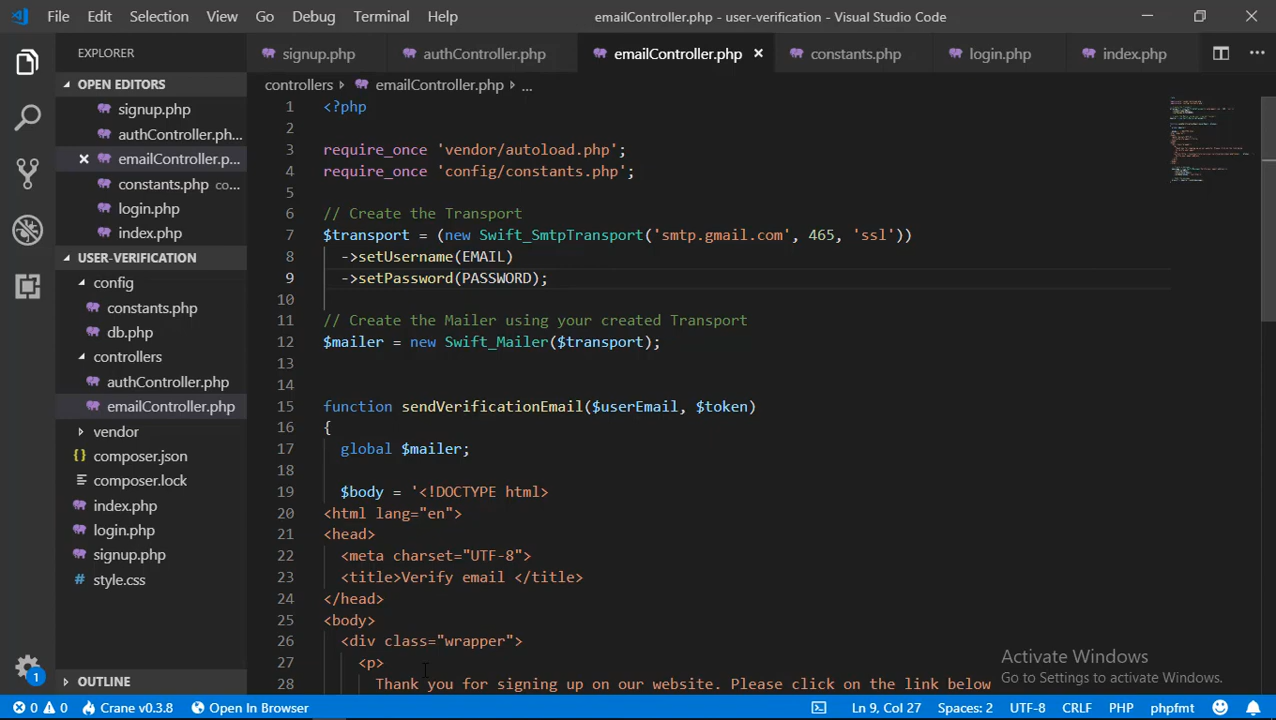 File Edit Selection View Go Debug Terminal Help
emailController.php - user-verification - Visual Studio Code
EXPLORER
signup.php authController.php emailController.php constants.php login.php index.php
OPEN EDITORS
signup.php
authController.ph...
emailController.p...
constants.php co...
login.php
index.php
USER-VERIFICATION
config
constants.php
db.php
controllers
authController.php
emailController.php
vendor
composer.json
composer.lock
index.php
login.php
signup.php
style.css
OUTLINE
controllers emailController.php ...
1 <?php
2
3 require_once 'vendor/autoload.php';
4 require_once 'config/constants.php';
5
6 // Create the Transport
7 $transport = (new Swift_SmtpTransport('smtp.gmail.com', 465, 'ssl'))
8 ->setUsername(EMAIL)
9 ->setPassword(PASSWORD);
10
11 // Create the Mailer using your created Transport
12 $mailer = new Swift_Mailer($transport);
13
14
15 function sendVerificationEmail($userEmail, $token)
16 {
17 global $mailer;
18
19 $body = '<!DOCTYPE html>
20 <html lang="en">
21 <head>
22 <meta charset="UTF-8">
23 <title>Verify email </title>
24 </head>
25 <body>
26 <div class="wrapper">
27 <p>
28 Thank you for signing up on our website. Please click on the link below
Activate Windows
Go to Settings to activate Windows.
1
0 0 Crane v0.3.8 Open In Browser Ln 9, Col 27 Spaces: 2 UTF-8 CRLF PHP phpfmt